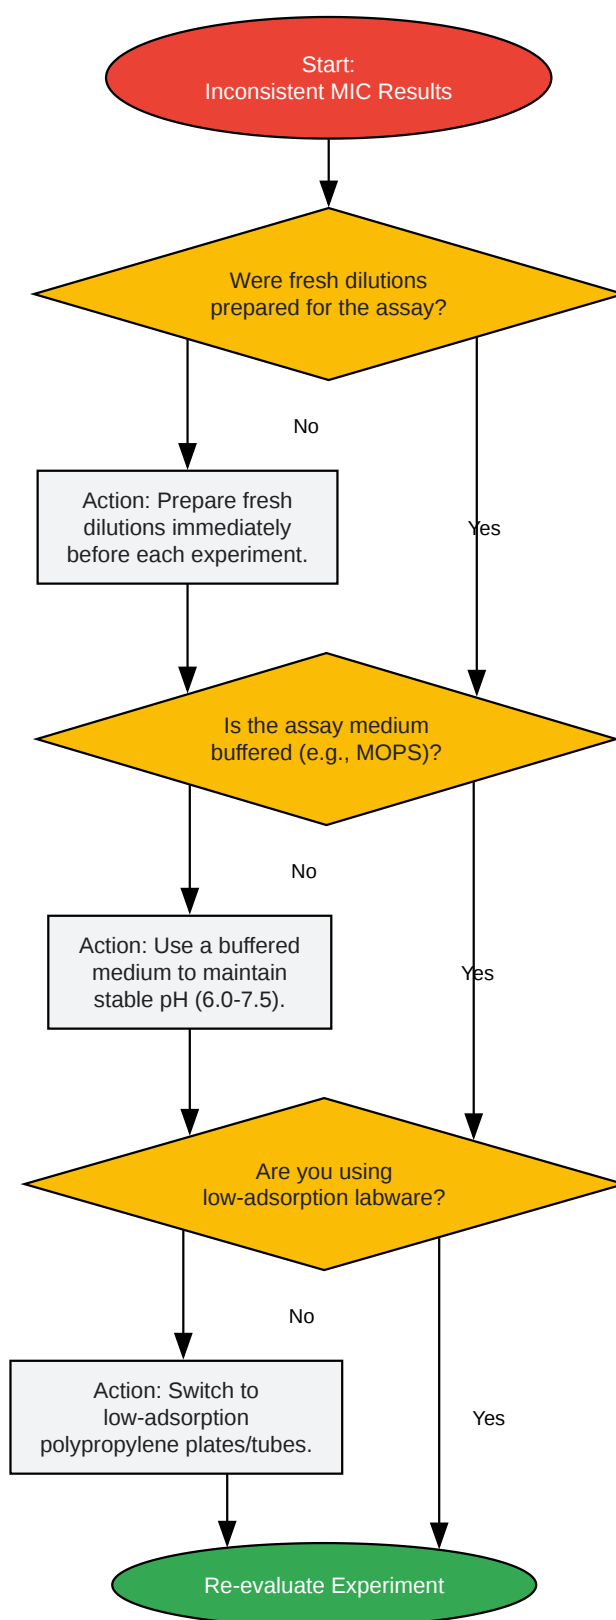 Start:
Inconsistent MIC Results
Were fresh dilutions
prepared for the assay?
No
Action: Prepare fresh
dilutions immediately
before each experiment.
Yes
Is the assay medium
buffered (e.g., MOPS)?
No
Action: Use a buffered
medium to maintain
stable pH (6.0-7.5).
Yes
Are you using
low-adsorption labware?
No
Action: Switch to
low-adsorption
polypropylene plates/tubes.
Yes
Re-evaluate Experiment